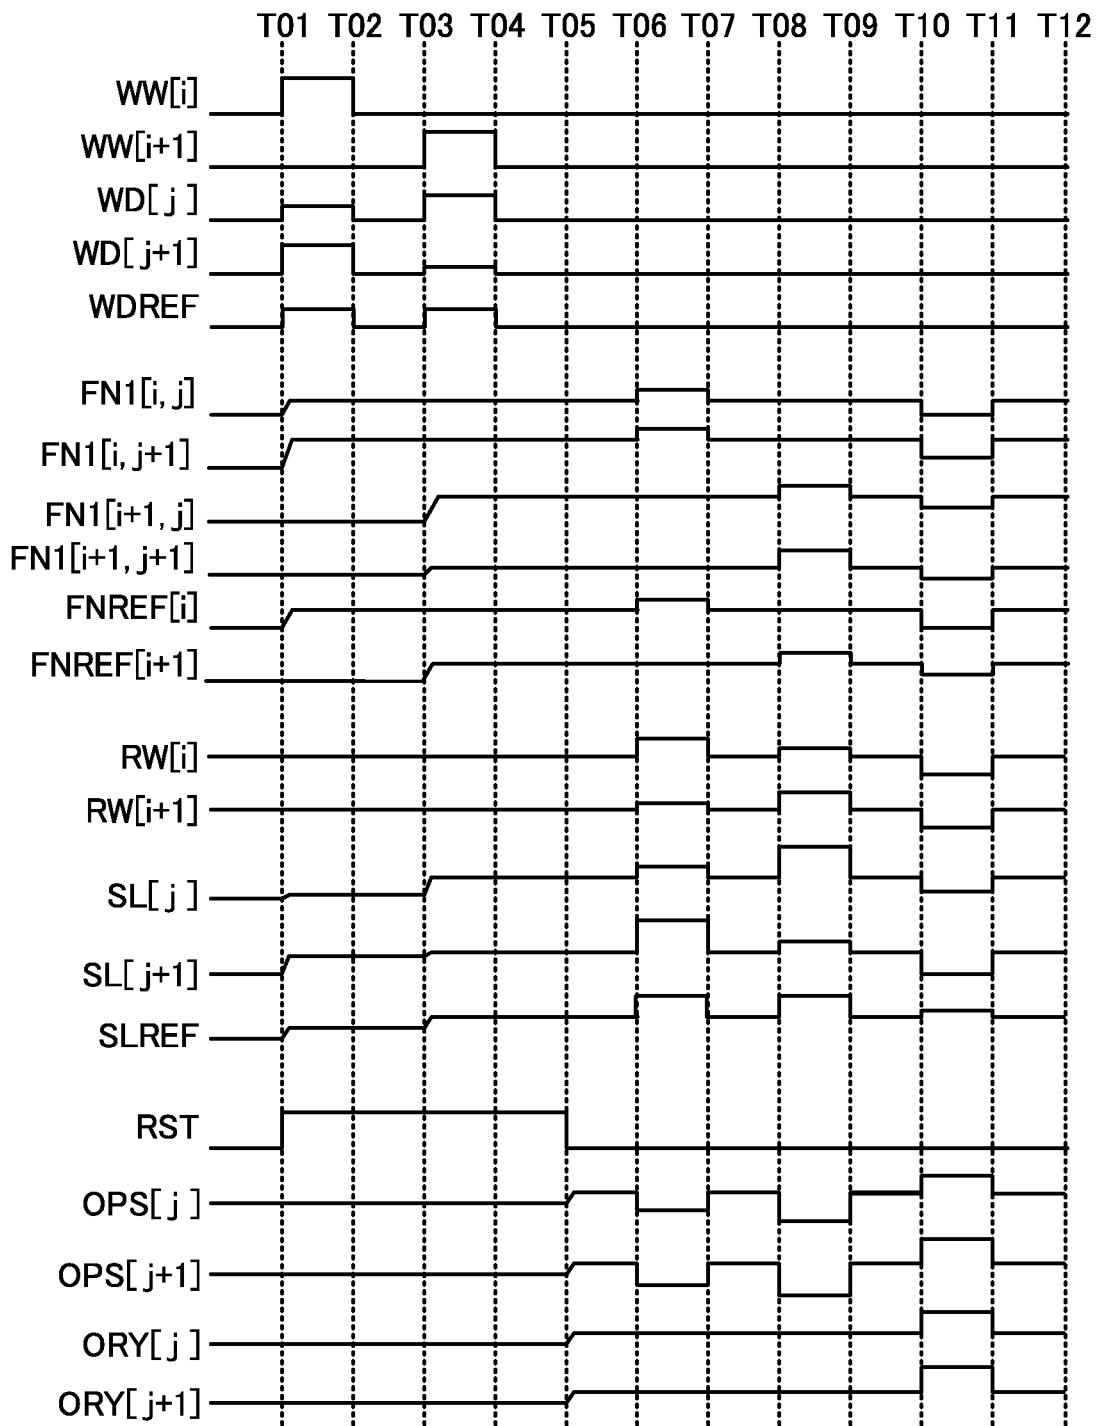 T01 T02 T03 T04 T05 T06 T07 T08 T09 T10 T11 T12
WW[i]
WW[i+1]
WD[ j ]
WD[ j+1]
WDREF
FN1[i, j]
FN1[i, j+1]
FN1[i+1, j]
FN1[i+1, j+1]
FNREF[i]
FNREF[i+1]
RW[i]
RW[i+1]
SL[ j ]
SL[ j+1]
SLREF
RST
OPS[ j ]
OPS[ j+1]
ORY[ j ]
ORY[ j+1]